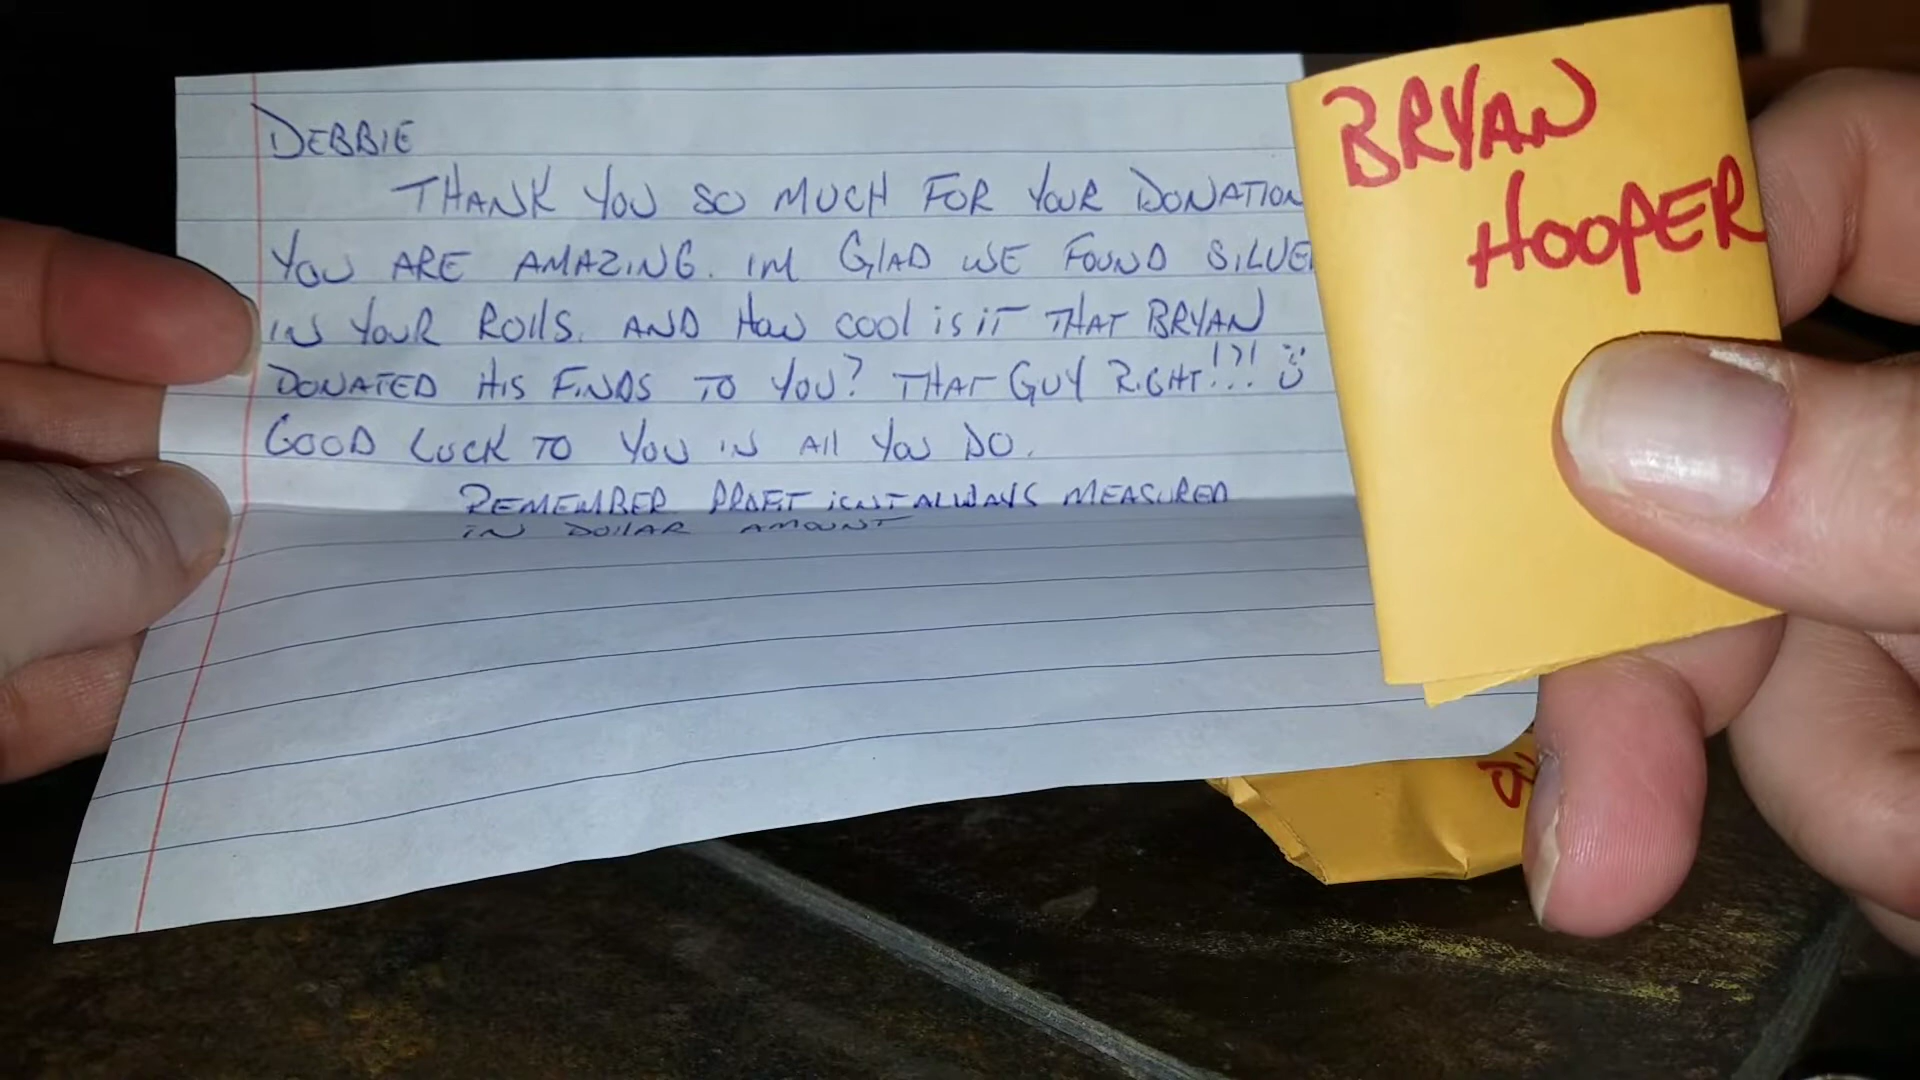 DEBBIE
THANK YOU SO MUCH FOR YOUR DONATION
YOU ARE AMAZING. IM GLAD WE FOUND SILVE
IN YOUR ROllS. AND HOW COOl iS iT THAT BRYAN
DONATED HIS FiNDS TO YOU? THAT GUY RiGHT!?!
GOOD LUCK TO YOU IN All YOU DO.
REMEMBER PROFIT iSNT ALWAYS MEASURED
IN DOllAR AMOUNT
BRYAN
HOOPER